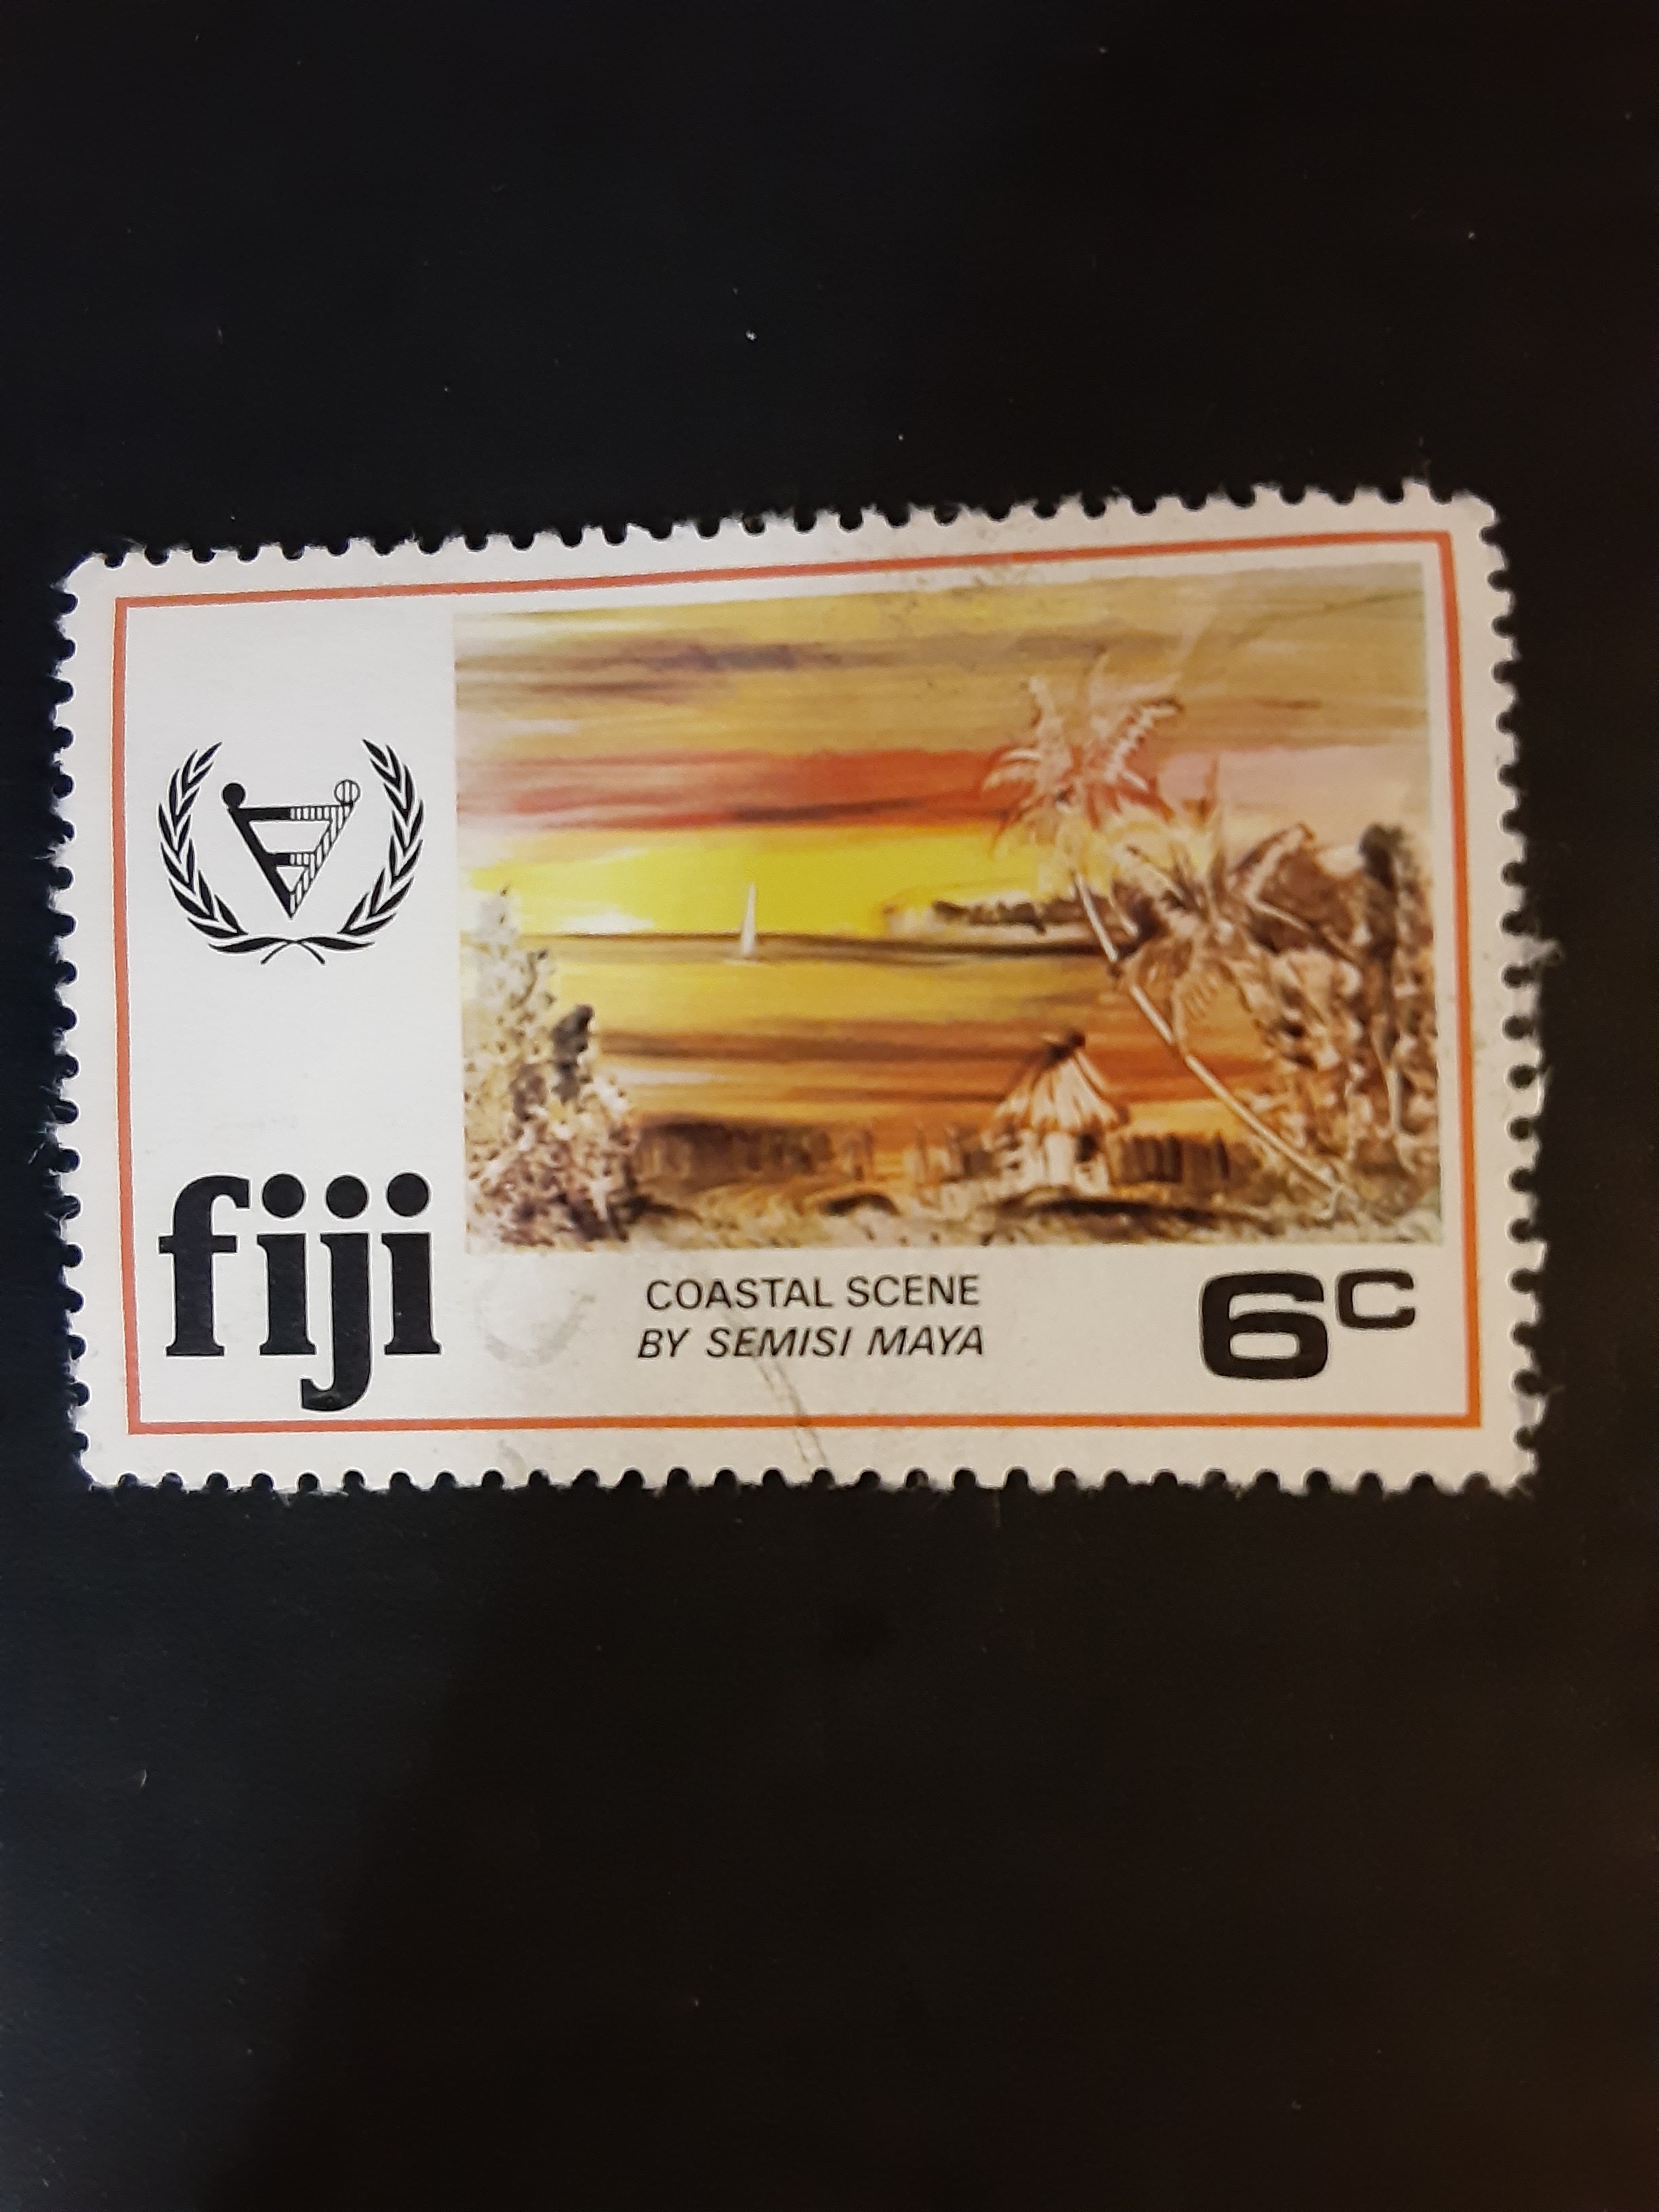 fiji
COASTAL SCENE
BY SEMISI MAYA
6c